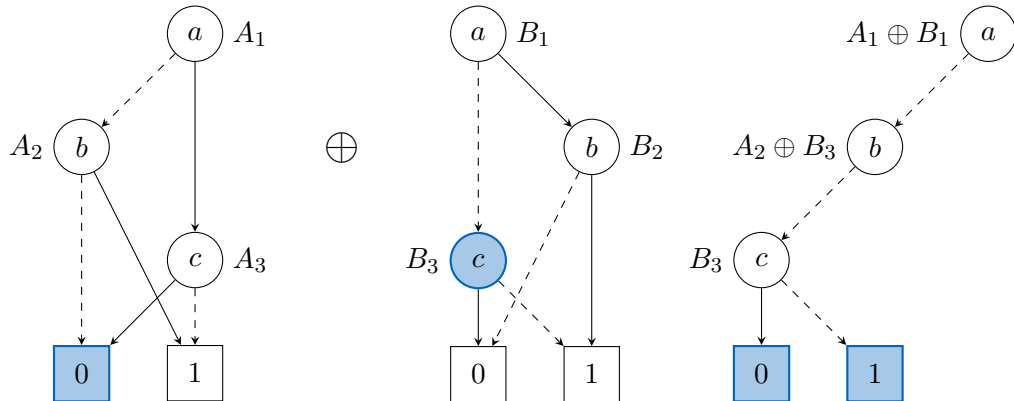 a A₁ a B₁ A₁ ⊕ B₁ a
A₂ b ⊕ b B₂ A₂ ⊕ B₃ b
c A₃ B₃ c B₃ c
0 1 0 1 0 1